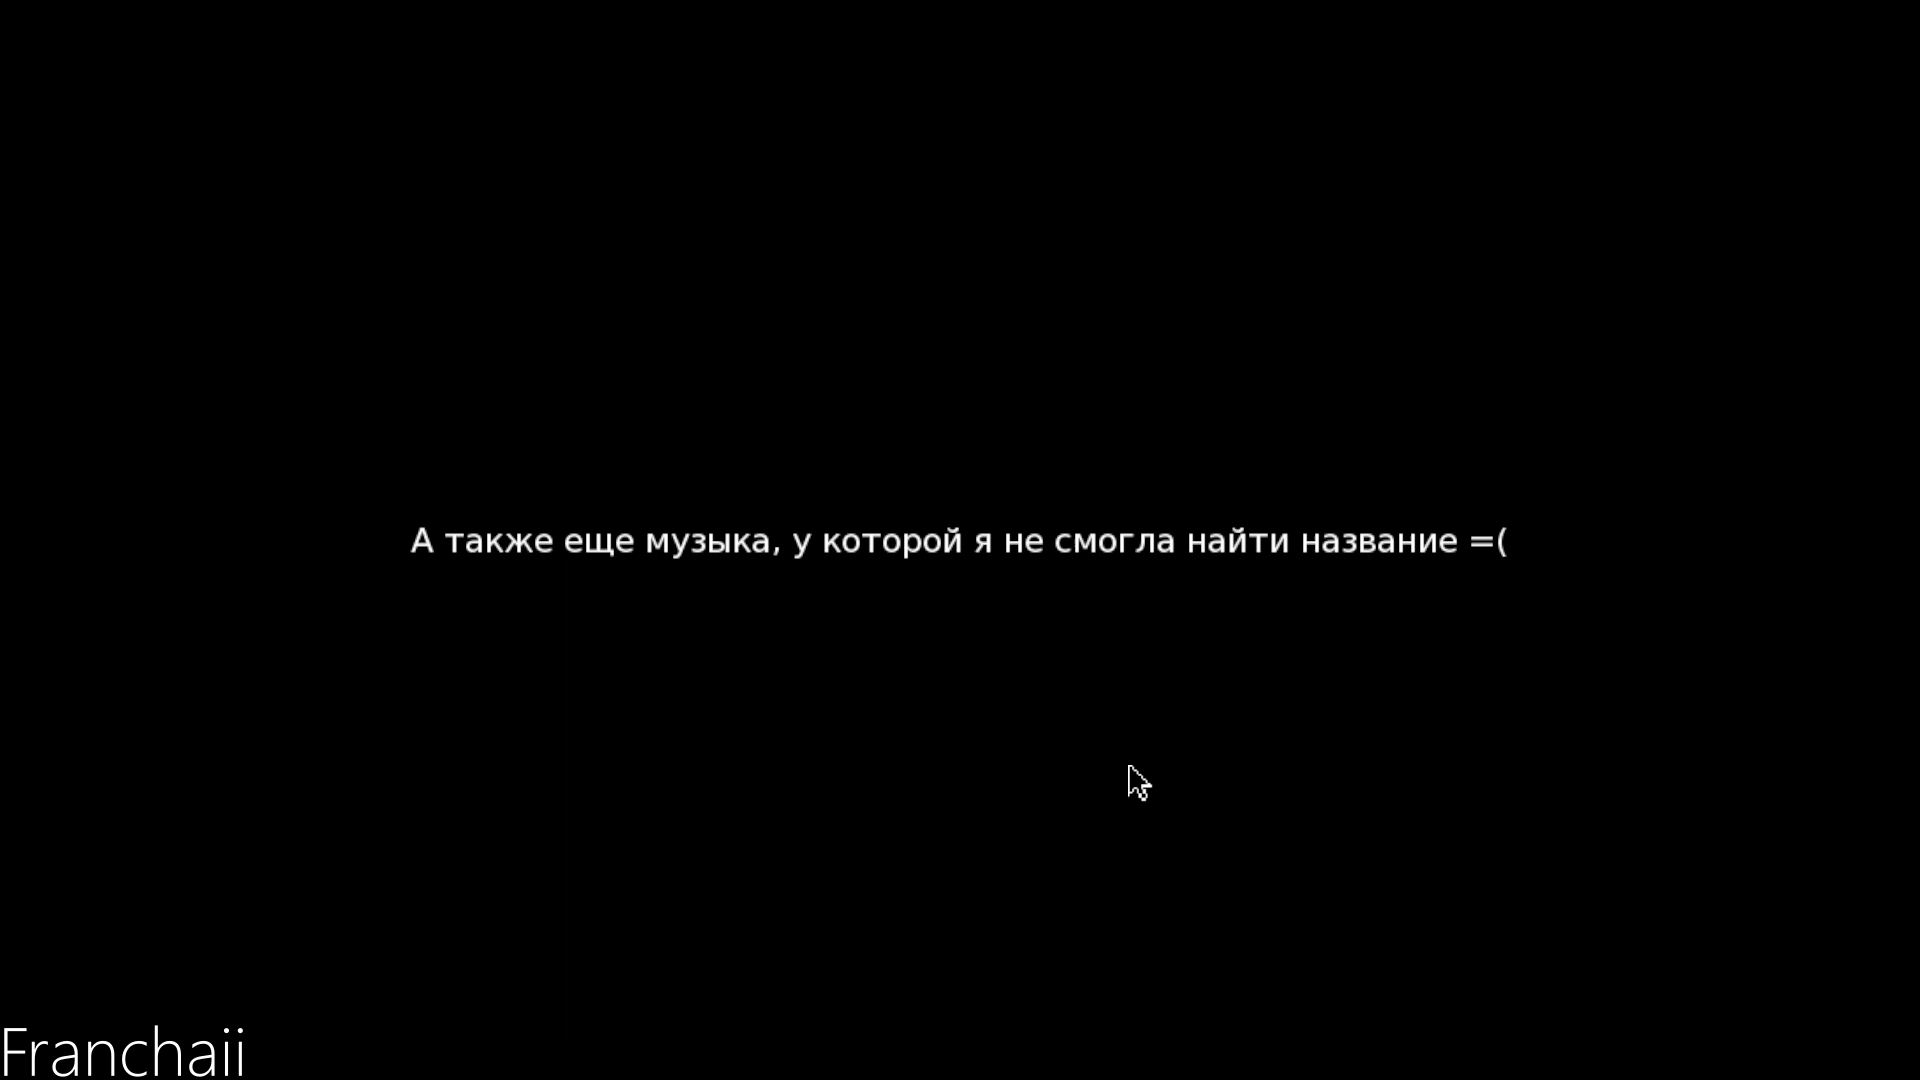 А также еще музыка, у которой я не смогла найти название =(
Franchaii